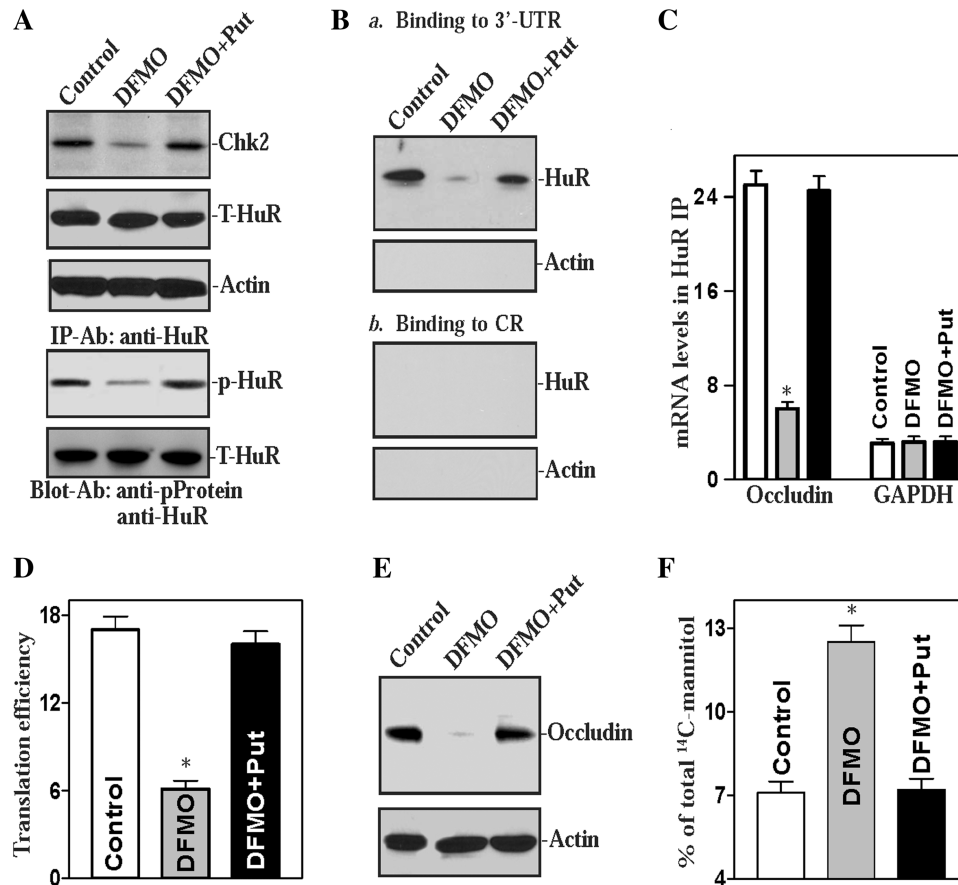 A
Control
DFMO
DFMO+Put
-Chk2
-T-HuR
-Actin
IP-Ab: anti-HuR
-p-HuR
-T-HuR
Blot-Ab: anti-pProtein
anti-HuR
B
a. Binding to 3’-UTR
Control
DFMO
DFMO+Put
-HuR
-Actin
b. Binding to CR
-HuR
-Actin
C
mRNA levels in HuR IP
24
16
8
0
*
Control
DFMO
DFMO+Put
Occludin
GAPDH
D
Translation efficiency
18
12
6
0
Control
*
DFMO
DFMO+Put
E
Control
DFMO
DFMO+Put
-Occludin
-Actin
F
% of total ¹⁴C-mannitol
13
10
7
4
Control
*
DFMO
DFMO+Put